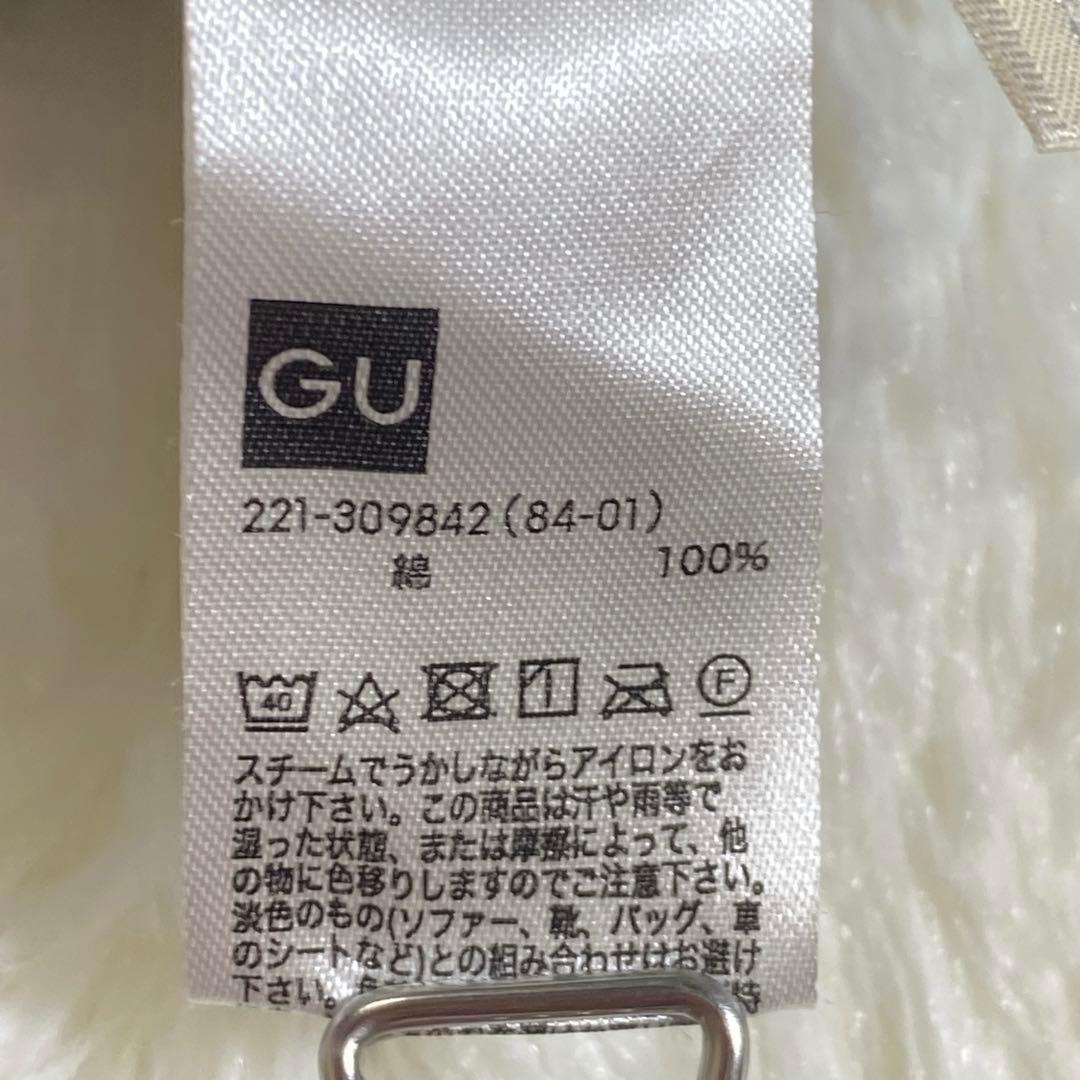 GU
221-309842(84-01)
綿 100%
40 F
スチームでうかしながらアイロンをお
かけ下さい。この商品は汗や雨等で
湿った状態、または摩擦によって、他
の物に色移りしますのでご注意下さい。
淡色のもの(ソファー、靴、バッグ、車
のシートなど)との組み合わせはお避け
下さい。